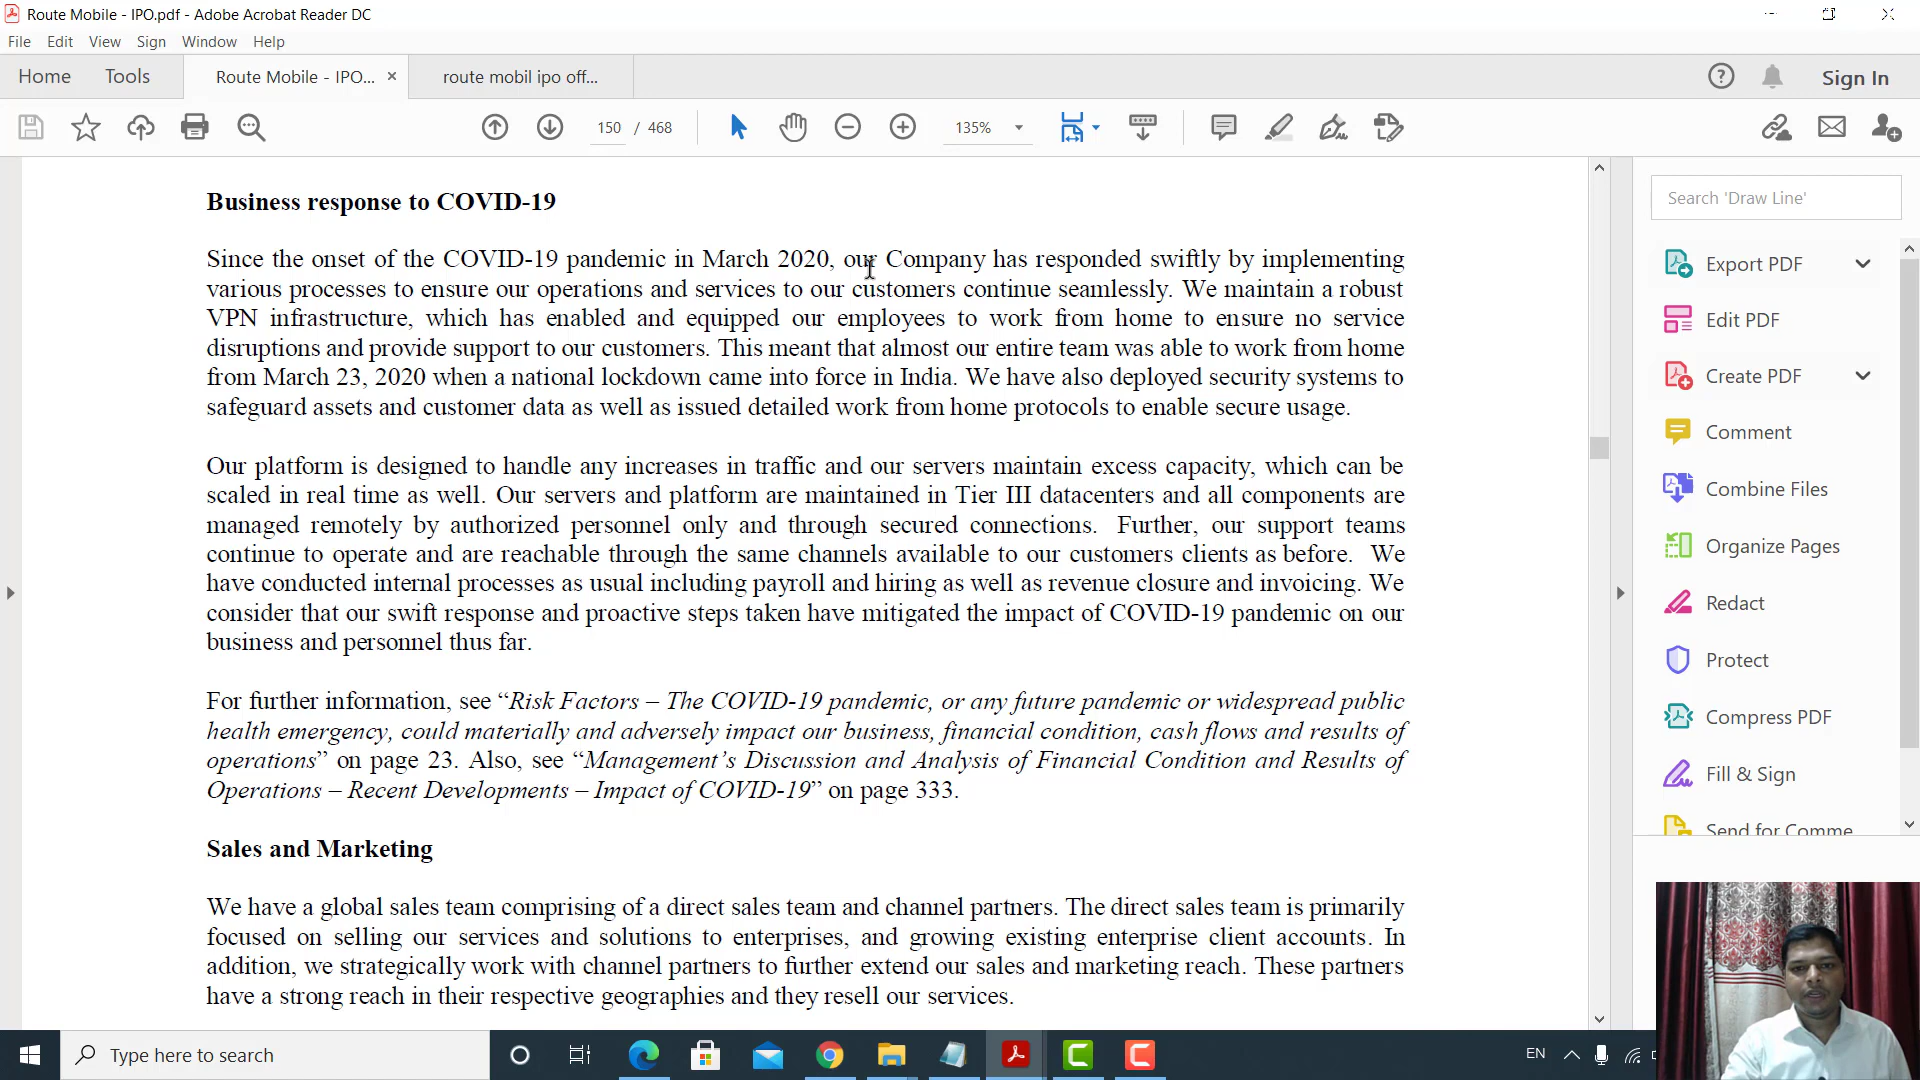 Route Mobile - IPO.pdf - Adobe Acrobat Reader DC
File Edit View Sign Window Help
Home Tools Route Mobile - IPO... × route mobil ipo off... Sign In
150 / 468 135%
Business response to COVID-19
Since the onset of the COVID-19 pandemic in March 2020, our Company has responded swiftly by implementing
various processes to ensure our operations and services to our customers continue seamlessly. We maintain a robust
VPN infrastructure, which has enabled and equipped our employees to work from home to ensure no service
disruptions and provide support to our customers. This meant that almost our entire team was able to work from home
from March 23, 2020 when a national lockdown came into force in India. We have also deployed security systems to
safeguard assets and customer data as well as issued detailed work from home protocols to enable secure usage.
Our platform is designed to handle any increases in traffic and our servers maintain excess capacity, which can be
scaled in real time as well. Our servers and platform are maintained in Tier III datacenters and all components are
managed remotely by authorized personnel only and through secured connections. Further, our support teams
continue to operate and are reachable through the same channels available to our customers clients as before. We
have conducted internal processes as usual including payroll and hiring as well as revenue closure and invoicing. We
consider that our swift response and proactive steps taken have mitigated the impact of COVID-19 pandemic on our
business and personnel thus far.
For further information, see “Risk Factors – The COVID-19 pandemic, or any future pandemic or widespread public
health emergency, could materially and adversely impact our business, financial condition, cash flows and results of
operations” on page 23. Also, see “Management’s Discussion and Analysis of Financial Condition and Results of
Operations – Recent Developments – Impact of COVID-19” on page 333.
Sales and Marketing
We have a global sales team comprising of a direct sales team and channel partners. The direct sales team is primarily
focused on selling our services and solutions to enterprises, and growing existing enterprise client accounts. In
addition, we strategically work with channel partners to further extend our sales and marketing reach. These partners
have a strong reach in their respective geographies and they resell our services.
Search 'Draw Line'
Export PDF
Edit PDF
Create PDF
Comment
Combine Files
Organize Pages
Redact
Protect
Compress PDF
Fill & Sign
Send for Comme
Type here to search
EN